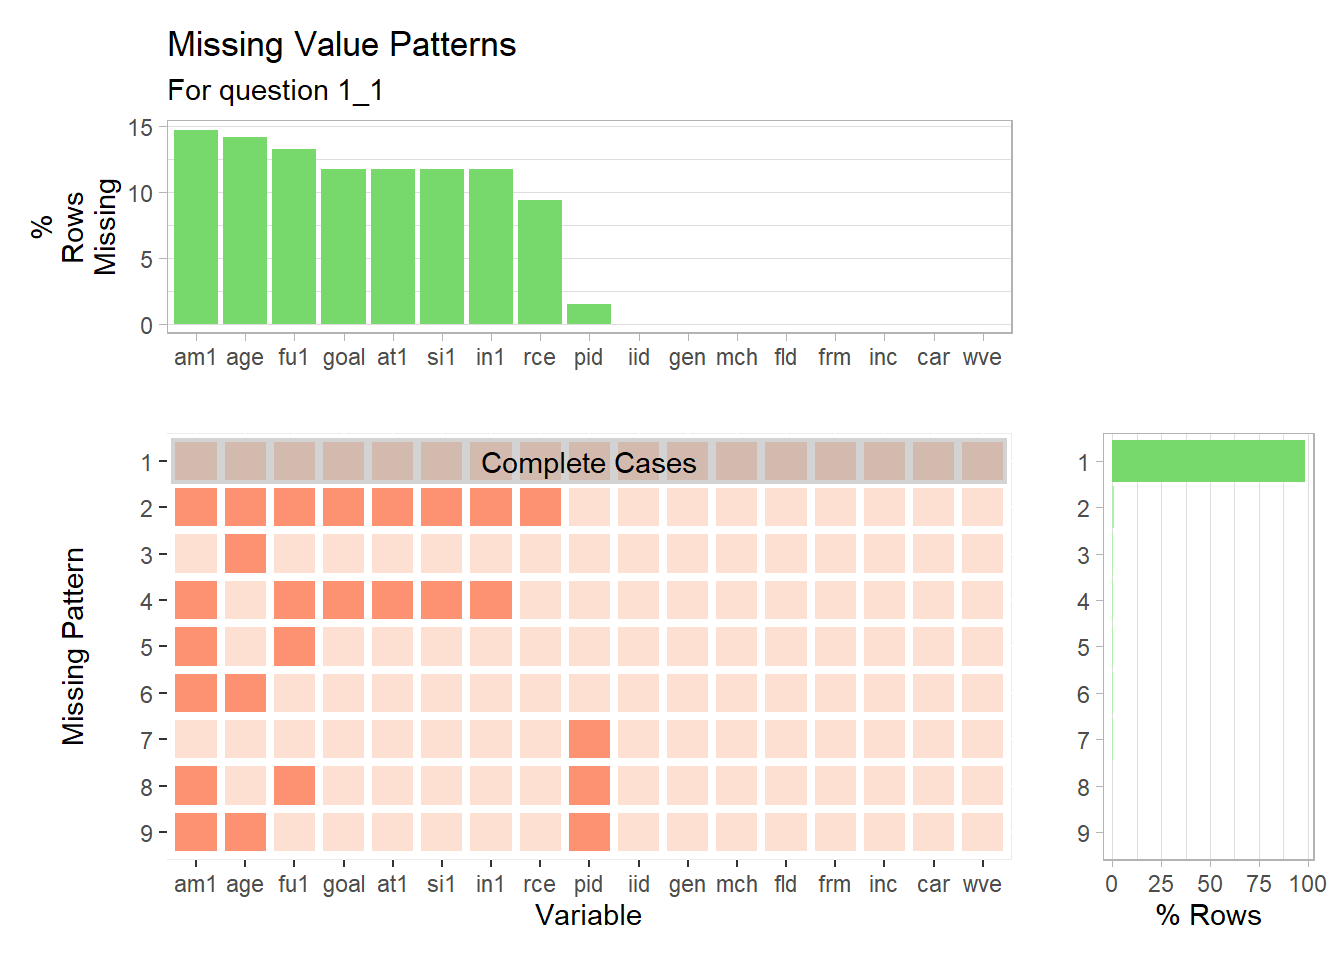 Missing Value Patterns
For question 1_1
%
Rows
Missing
15
10
5
0
am1 age fu1 goal at1 si1 in1 rce pid iid gen mch fld frm inc car wve
Missing Pattern
1 Complete Cases
2
3
4
5
6
7
8
9
am1 age fu1 goal at1 si1 in1 rce pid iid gen mch fld frm inc car wve
Variable
1
2
3
4
5
6
7
8
9
0 25 50 75 100
% Rows